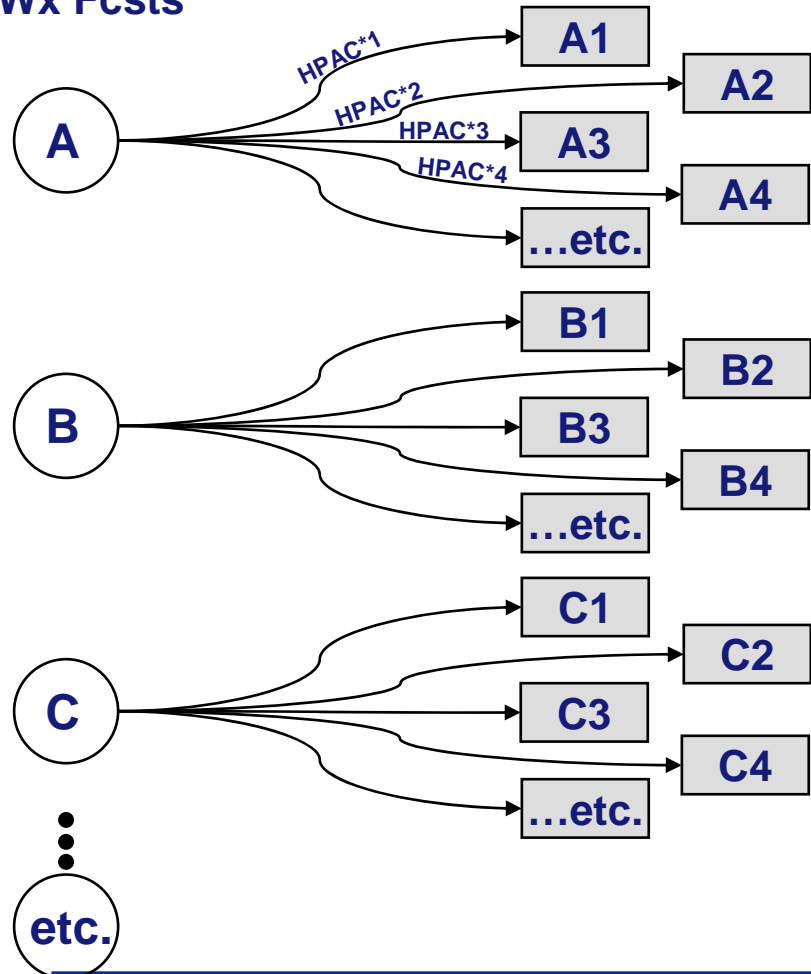 Wx Fcsts
A
HPAC*1
A1
HPAC*2
A2
HPAC*3
A3
HPAC*4
A4
...etc.
B
B1
B2
B3
B4
...etc.
C
C1
C2
C3
C4
...etc.
etc.